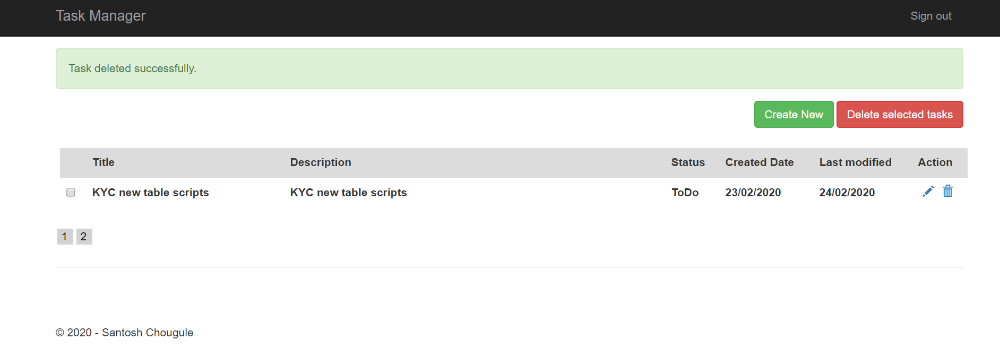 Task Manager Sign out
Task deleted successfully.
Create New Delete selected tasks
Title Description Status Created Date Last modified Action
KYC new table scripts KYC new table scripts ToDo 23/02/2020 24/02/2020
1 2
© 2020 - Santosh Chougule